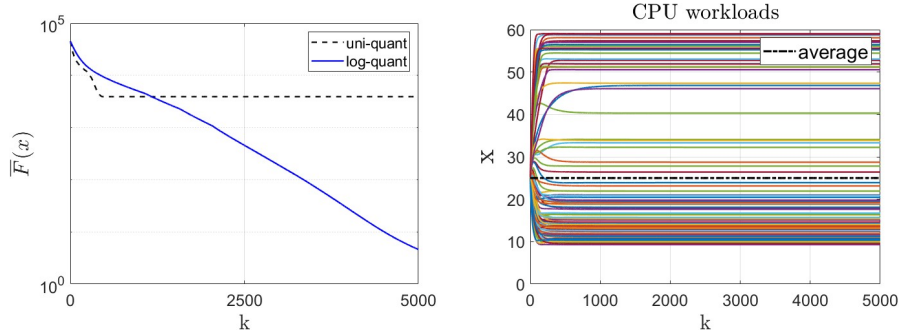 10^5
10^0
F̅(x)
uni-quant
log-quant
0
2500
5000
k
CPU workloads
60
50
40
30
20
10
0
X
average
0
1000
2000
3000
4000
5000
k